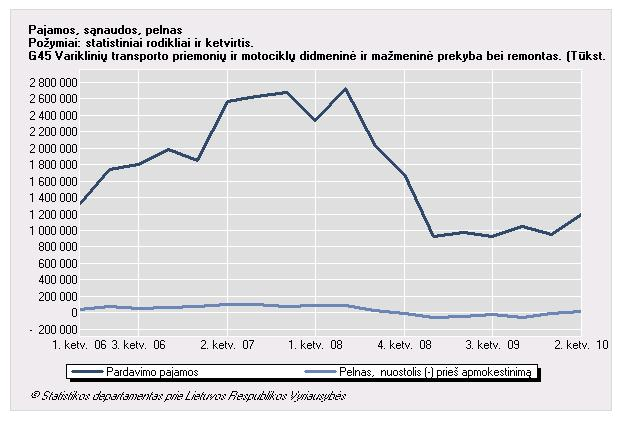 Pajamos, sąnaudos, pelnas
Požymiai: statistiniai rodikliai ir ketvirtis.
G45 Variklinių transporto priemonių ir motociklų didmeninė ir mažmeninė prekyba bei remontas. (Tūkst.
2 800 000
2 600 000
2 400 000
2 200 000
2 000 000
1 800 000
1 600 000
1 400 000
1 200 000
1 000 000
800 000
600 000
400 000
200 000
0
- 200 000
1. ketv. 06 3. ketv. 06 2. ketv. 07 1. ketv. 08 4. ketv. 08 3. ketv. 09 2. ketv. 10
Pardavimo pajamos Pelnas, nuostolis (-) prieš apmokestinimą
© Statistikos departamentas prie Lietuvos Respublikos Vyriausybės